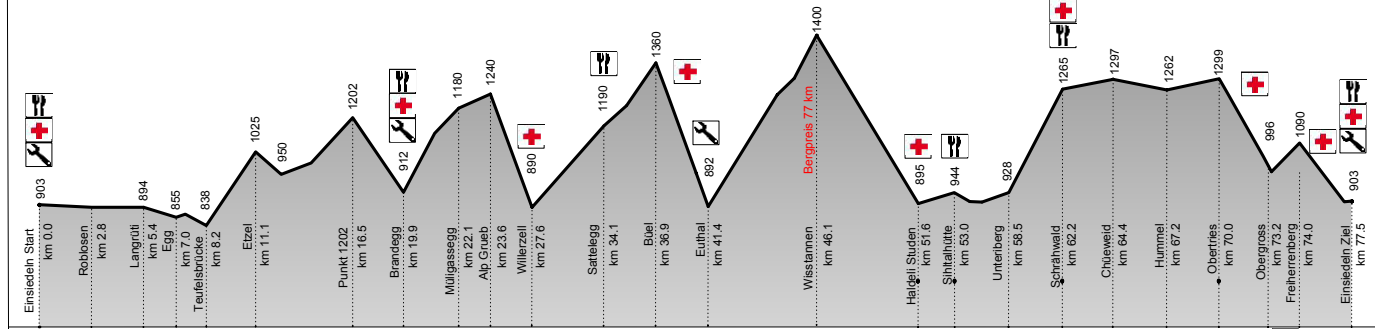 903
Einsiedeln Start
km 0.0
Roblosen
km 2.8
894
Langrüti
km 5.4
855
Egg
km 7.0
838
Teufelsbrücke
km 8.2
1025
Etzel
km 11.1
950
1202
Punkt 1202
km 16.5
912
Brandegg
km 19.9
1180
Müligassegg
km 22.1
1240
Alp Grueb
km 23.6
890
Willerzell
km 27.6
1190
Sattelegg
km 34.1
1360
Büel
km 36.9
892
Euthal
km 41.4
1400
Bergpreis 77 km
Wisstannen
km 46.1
895
Haldeli Studen
km 51.6
944
Sihltalhütte
km 53.0
928
Unteriberg
km 58.5
1265
Schrähwald
km 62.2
1297
Chüeweid
km 64.4
1262
Hummel
km 67.2
1299
Obertries
km 70.0
996
Obergross
km 73.2
1090
Freiherrenberg
km 74.0
903
Einsiedeln Ziel
km 77.5